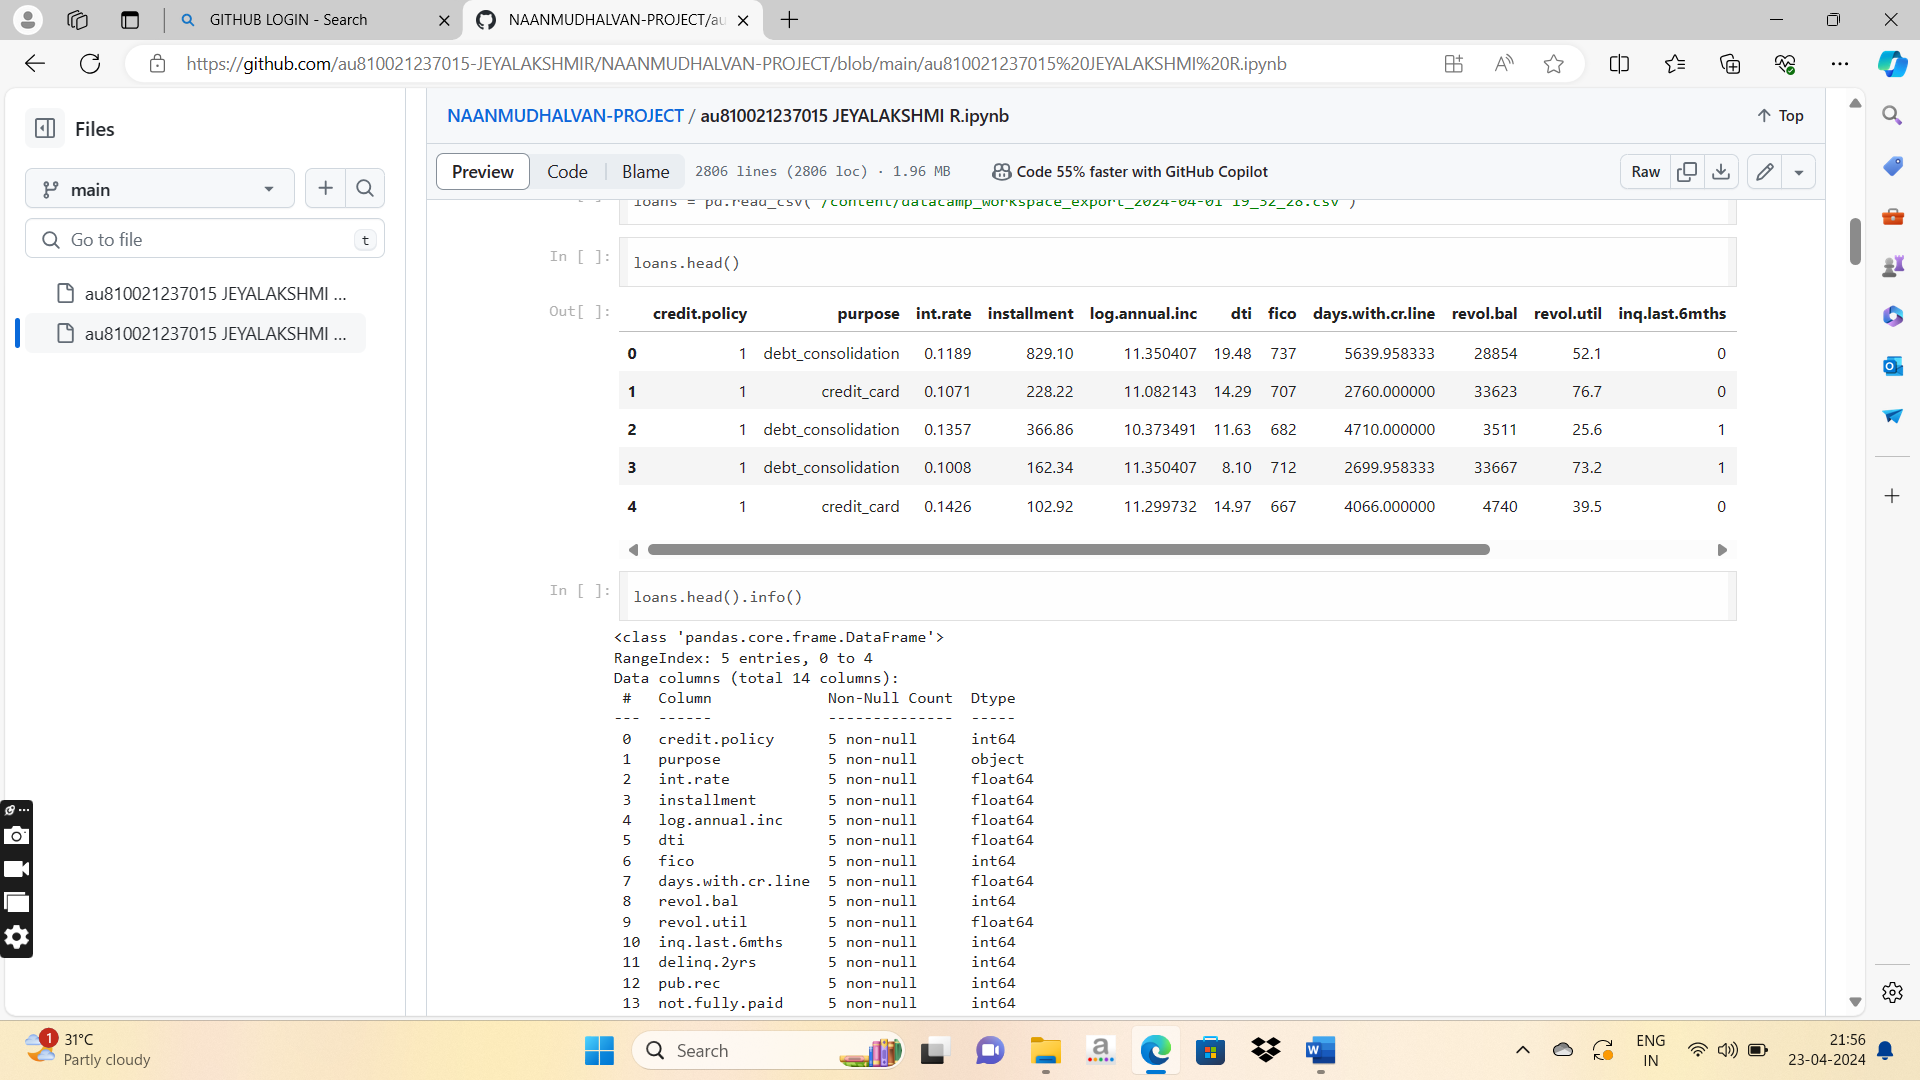 GITHUB LOGIN - Search
NAANMUDHALVAN-PROJECT/au
https://github.com/au810021237015-JEYALAKSHMIR/NAANMUDHALVAN-PROJECT/blob/main/au810021237015%20JEYALAKSHMI%20R.ipynb
Files
NAANMUDHALVAN-PROJECT / au810021237015 JEYALAKSHMI R.ipynb
Top
main
Preview Code Blame 2806 lines (2806 loc) · 1.96 MB Code 55% faster with GitHub Copilot Raw
Go to file t
au810021237015 JEYALAKSHMI ...
au810021237015 JEYALAKSHMI ...
loans = pd.read_csv("/content/datacamp_workspace_export_2024-04-01 19_32_28.csv")
In [ ]: loans.head()
Out[ ]: credit.policy purpose int.rate installment log.annual.inc dti fico days.with.cr.line revol.bal revol.util inq.last.6mths
0 1 debt_consolidation 0.1189 829.10 11.350407 19.48 737 5639.958333 28854 52.1 0
1 1 credit_card 0.1071 228.22 11.082143 14.29 707 2760.000000 33623 76.7 0
2 1 debt_consolidation 0.1357 366.86 10.373491 11.63 682 4710.000000 3511 25.6 1
3 1 debt_consolidation 0.1008 162.34 11.350407 8.10 712 2699.958333 33667 73.2 1
4 1 credit_card 0.1426 102.92 11.299732 14.97 667 4066.000000 4740 39.5 0
In [ ]: loans.head().info()
<class 'pandas.core.frame.DataFrame'>
RangeIndex: 5 entries, 0 to 4
Data columns (total 14 columns):
# Column Non-Null Count Dtype
--- ------ -------------- -----
0 credit.policy 5 non-null int64
1 purpose 5 non-null object
2 int.rate 5 non-null float64
3 installment 5 non-null float64
4 log.annual.inc 5 non-null float64
5 dti 5 non-null float64
6 fico 5 non-null int64
7 days.with.cr.line 5 non-null float64
8 revol.bal 5 non-null int64
9 revol.util 5 non-null float64
10 inq.last.6mths 5 non-null int64
11 delinq.2yrs 5 non-null int64
12 pub.rec 5 non-null int64
13 not.fully.paid 5 non-null int64
1
31°C
Partly cloudy
Search
ENG
IN
21:56
23-04-2024